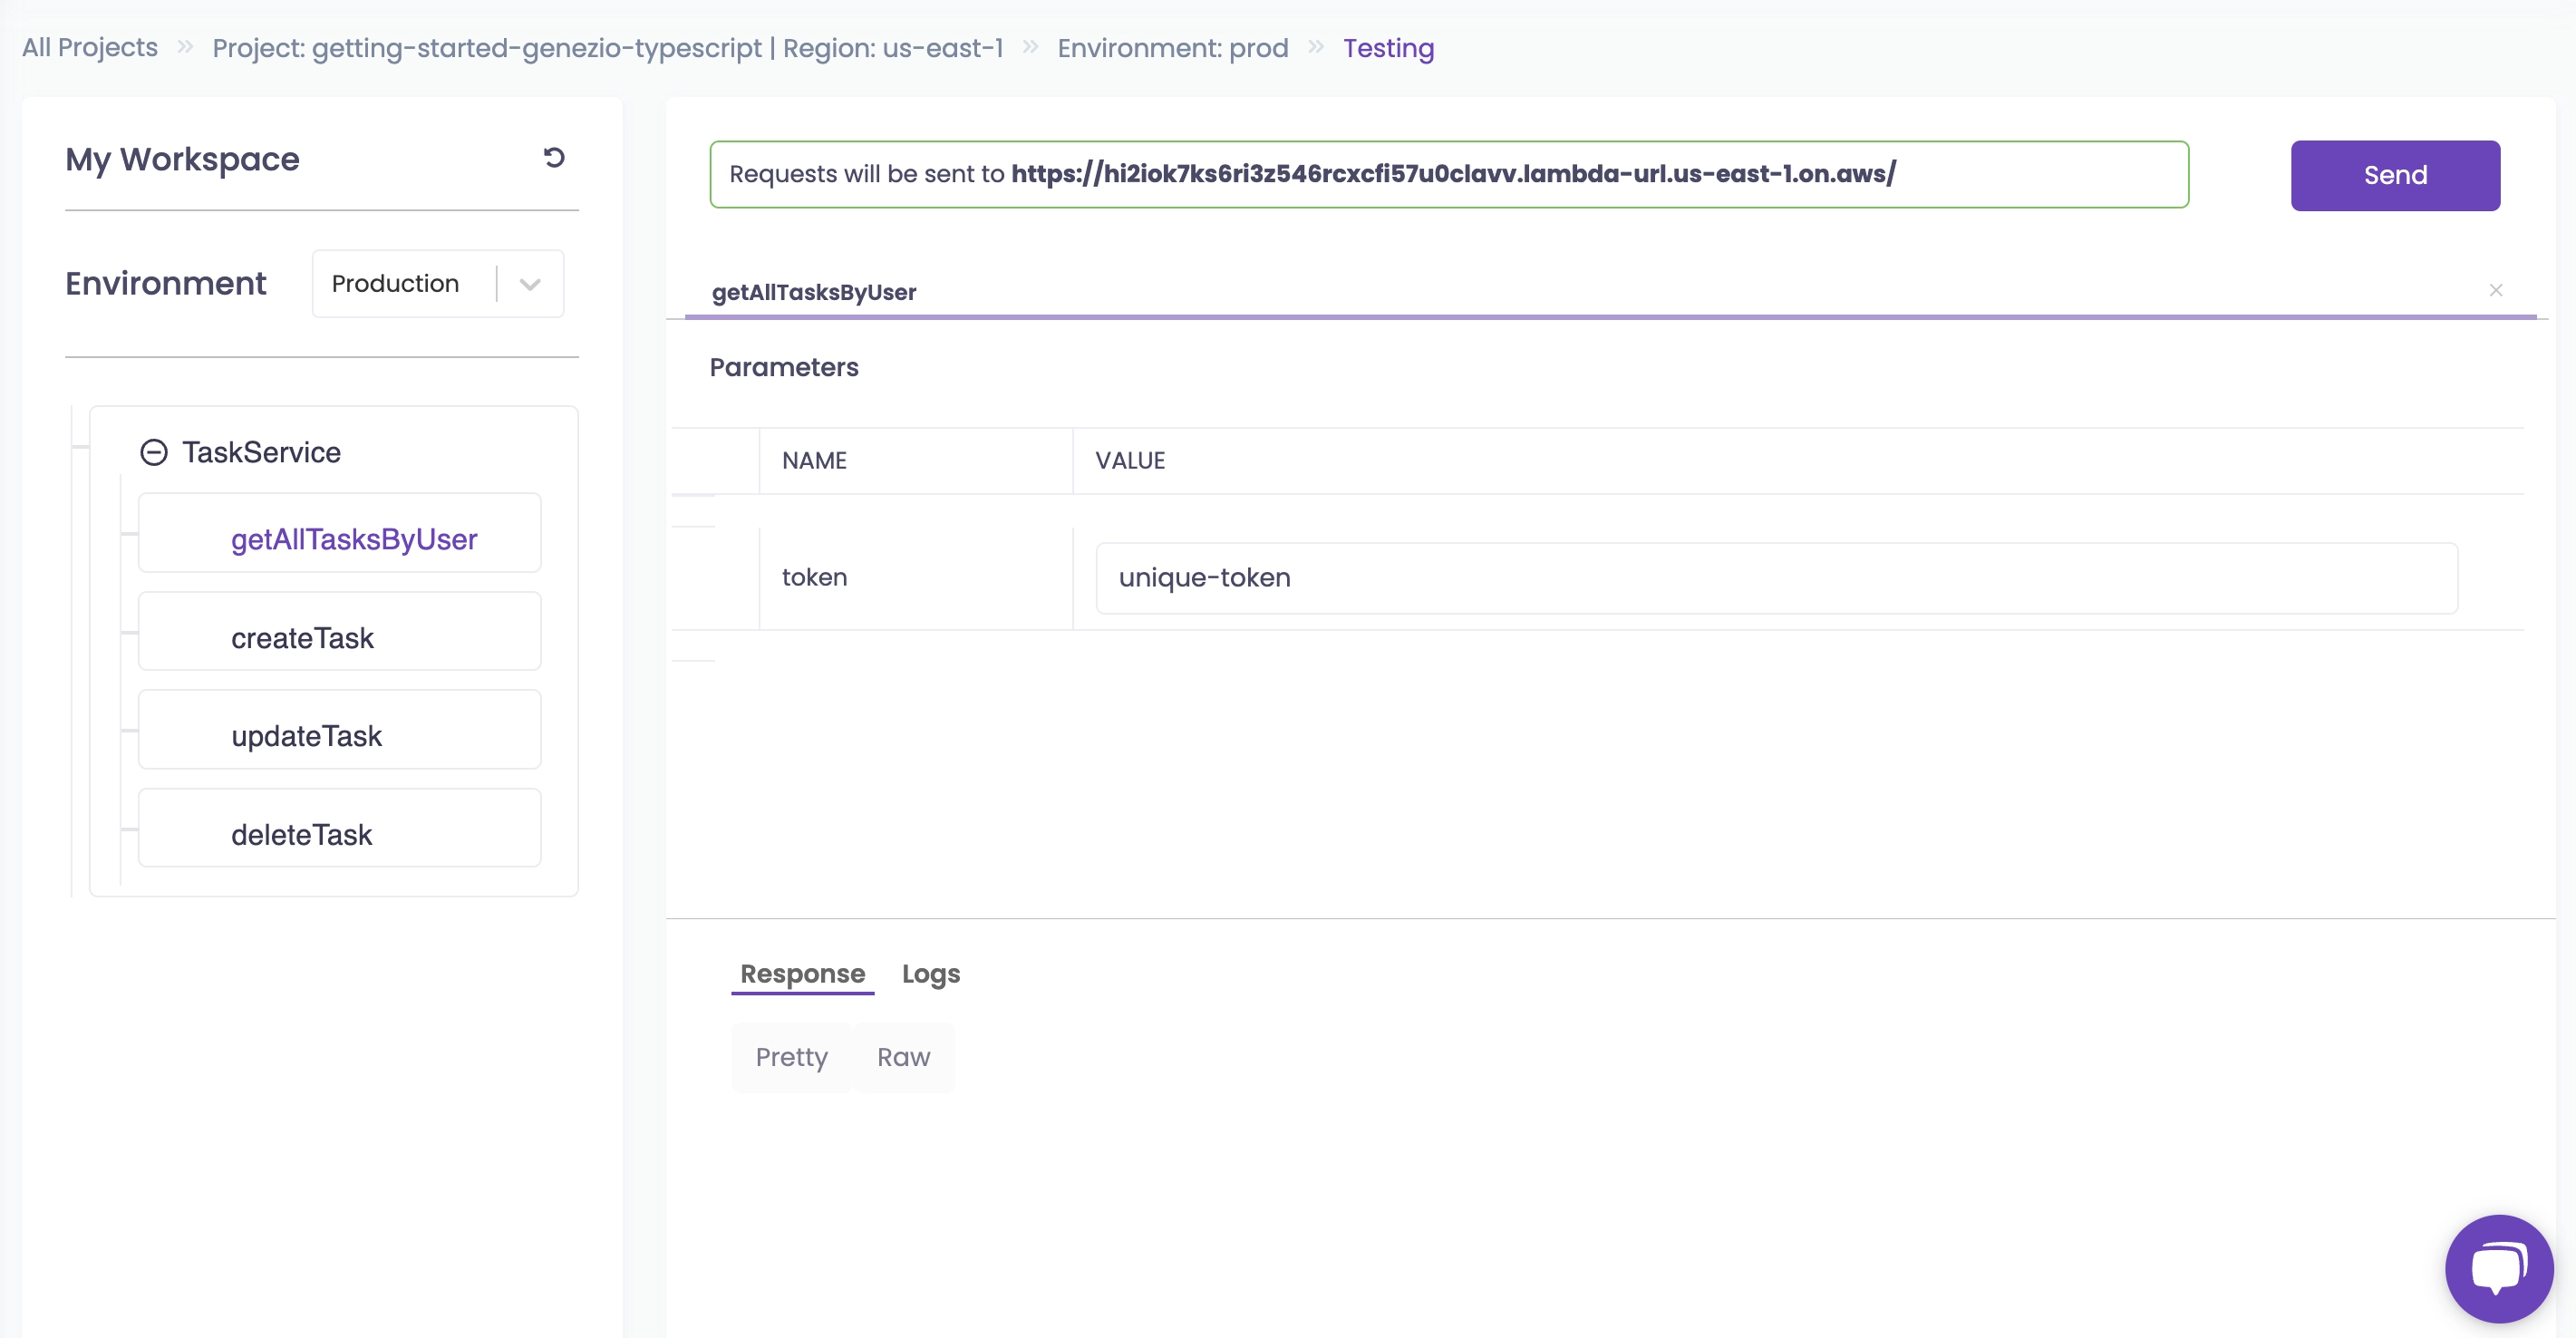 All Projects » Project: getting-started-genezio-typescript | Region: us-east-1 » Environment: prod » Testing
My Workspace
Environment
Production
TaskService
getAllTasksByUser
createTask
updateTask
deleteTask
Requests will be sent to https://hi2iok7ks6ri3z546rcxcfi57u0clavv.lambda-url.us-east-1.on.aws/
Send
getAllTasksByUser
Parameters
NAME VALUE
token unique-token
Response Logs
Pretty Raw